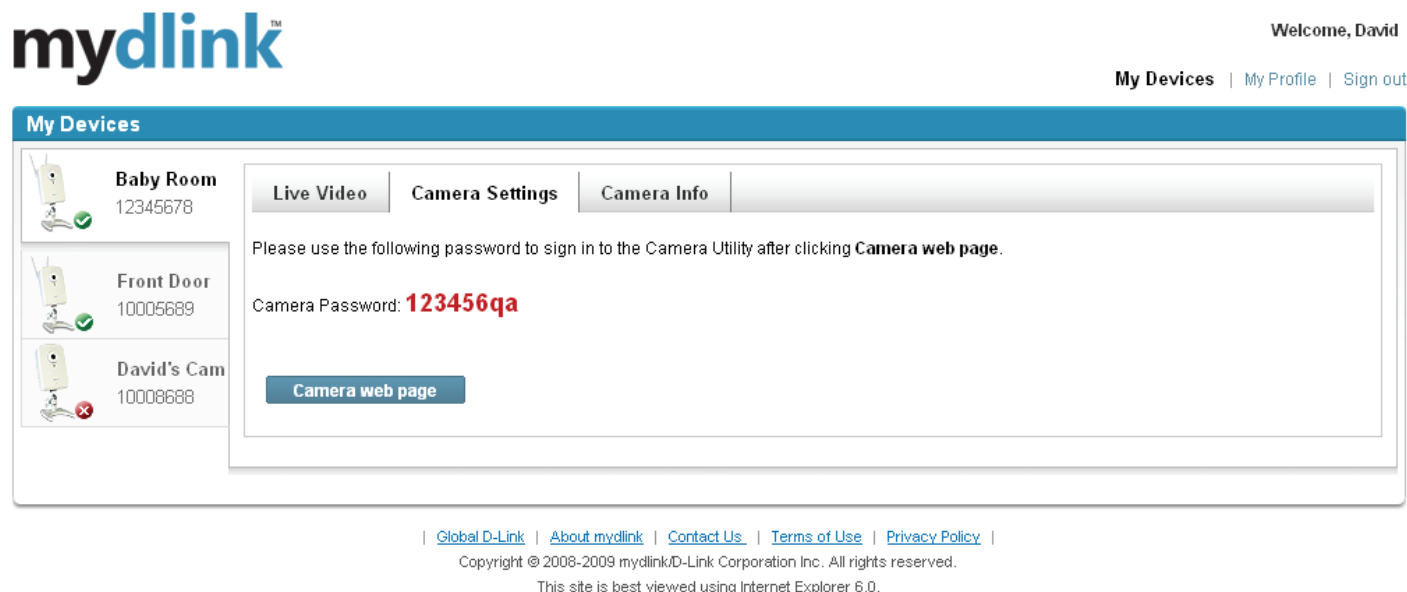 mydlink™
Welcome, David
My Devices | My Profile | Sign out
My Devices
Baby Room
12345678
Front Door
10005689
David's Cam
10008688
Live Video Camera Settings Camera Info
Please use the following password to sign in to the Camera Utility after clicking Camera web page.
Camera Password: 123456qa
Camera web page
| Global D-Link | About mydlink | Contact Us | Terms of Use | Privacy Policy |
Copyright © 2008-2009 mydlink/D-Link Corporation Inc. All rights reserved.
This site is best viewed using Internet Explorer 6.0.